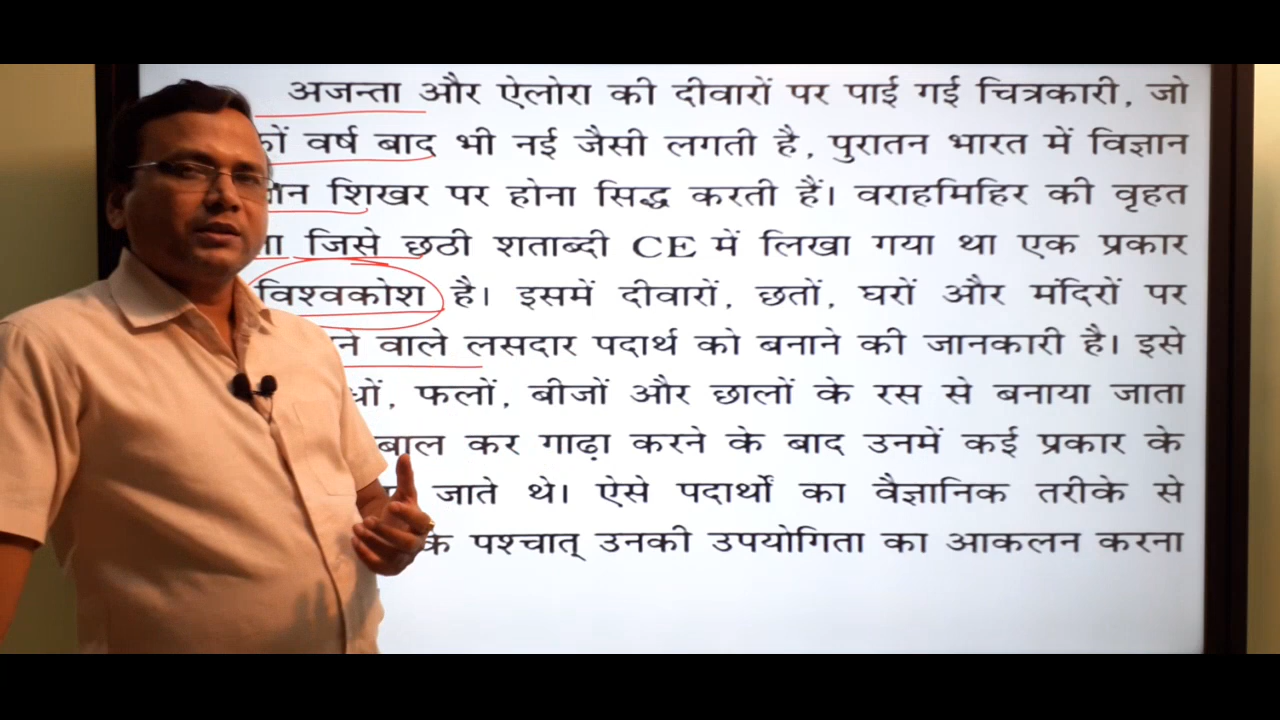 अजन्ता और ऐलोरा की दीवारों पर पाई गई चित्रकारी, जो
वर्ष बाद भी नई जैसी लगती है, पुरातन भारत में विज्ञान
शिखर पर होना सिद्ध करती हैं। वराहमिहिर की वृहत
जिसे छठी शताब्दी CE में लिखा गया था एक प्रकार
विश्वकोश है। इसमें दीवारों, छतों, घरों और मंदिरों पर
वाले लसदार पदार्थ को बनाने की जानकारी है। इसे
फलों, बीजों और छालों के रस से बनाया जाता
कर गाढ़ा करने के बाद उनमें कई प्रकार के
जाते थे। ऐसे पदार्थों का वैज्ञानिक तरीके से
के पश्चात् उनकी उपयोगिता का आकलन करना